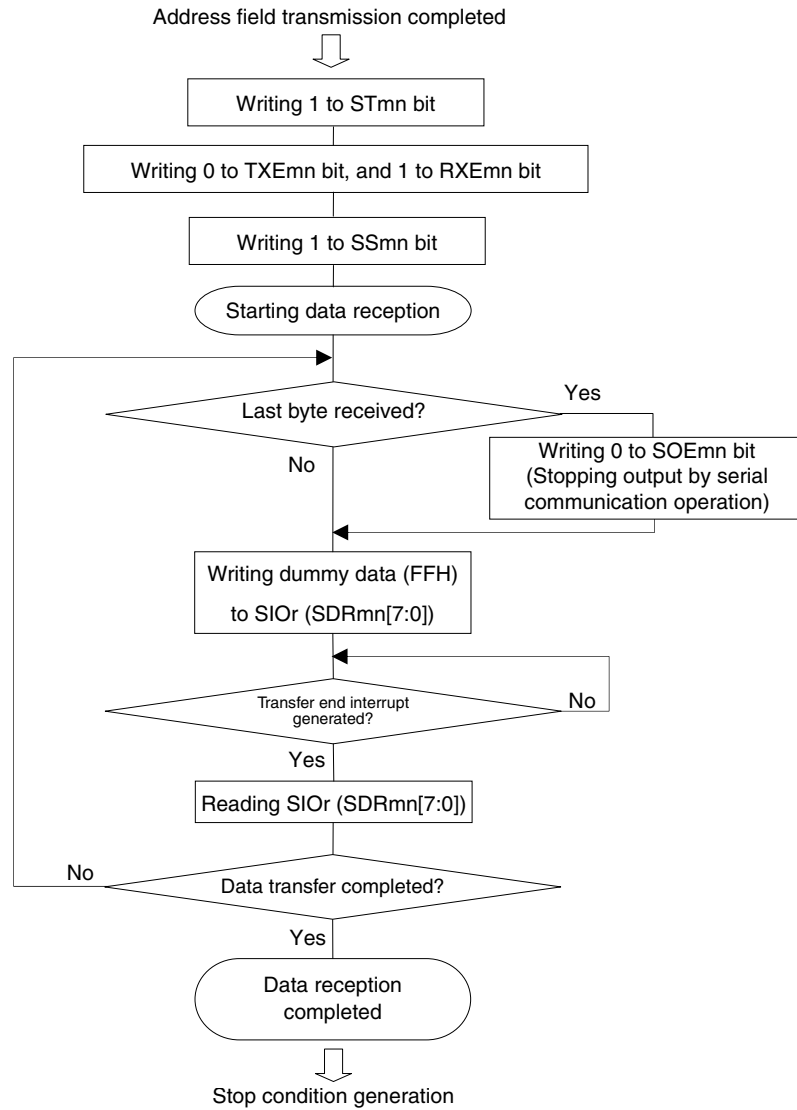 Address field transmission completed
Writing 1 to STmn bit
Writing 0 to TXEmn bit, and 1 to RXEmn bit
Writing 1 to SSmn bit
Starting data reception
Last byte received?
Yes
No
Writing 0 to SOEmn bit
(Stopping output by serial
communication operation)
Writing dummy data (FFH)
to SIOr (SDRmn[7:0])
Transfer end interrupt
generated?
No
Yes
Reading SIOr (SDRmn[7:0])
No
Data transfer completed?
Yes
Data reception
completed
Stop condition generation